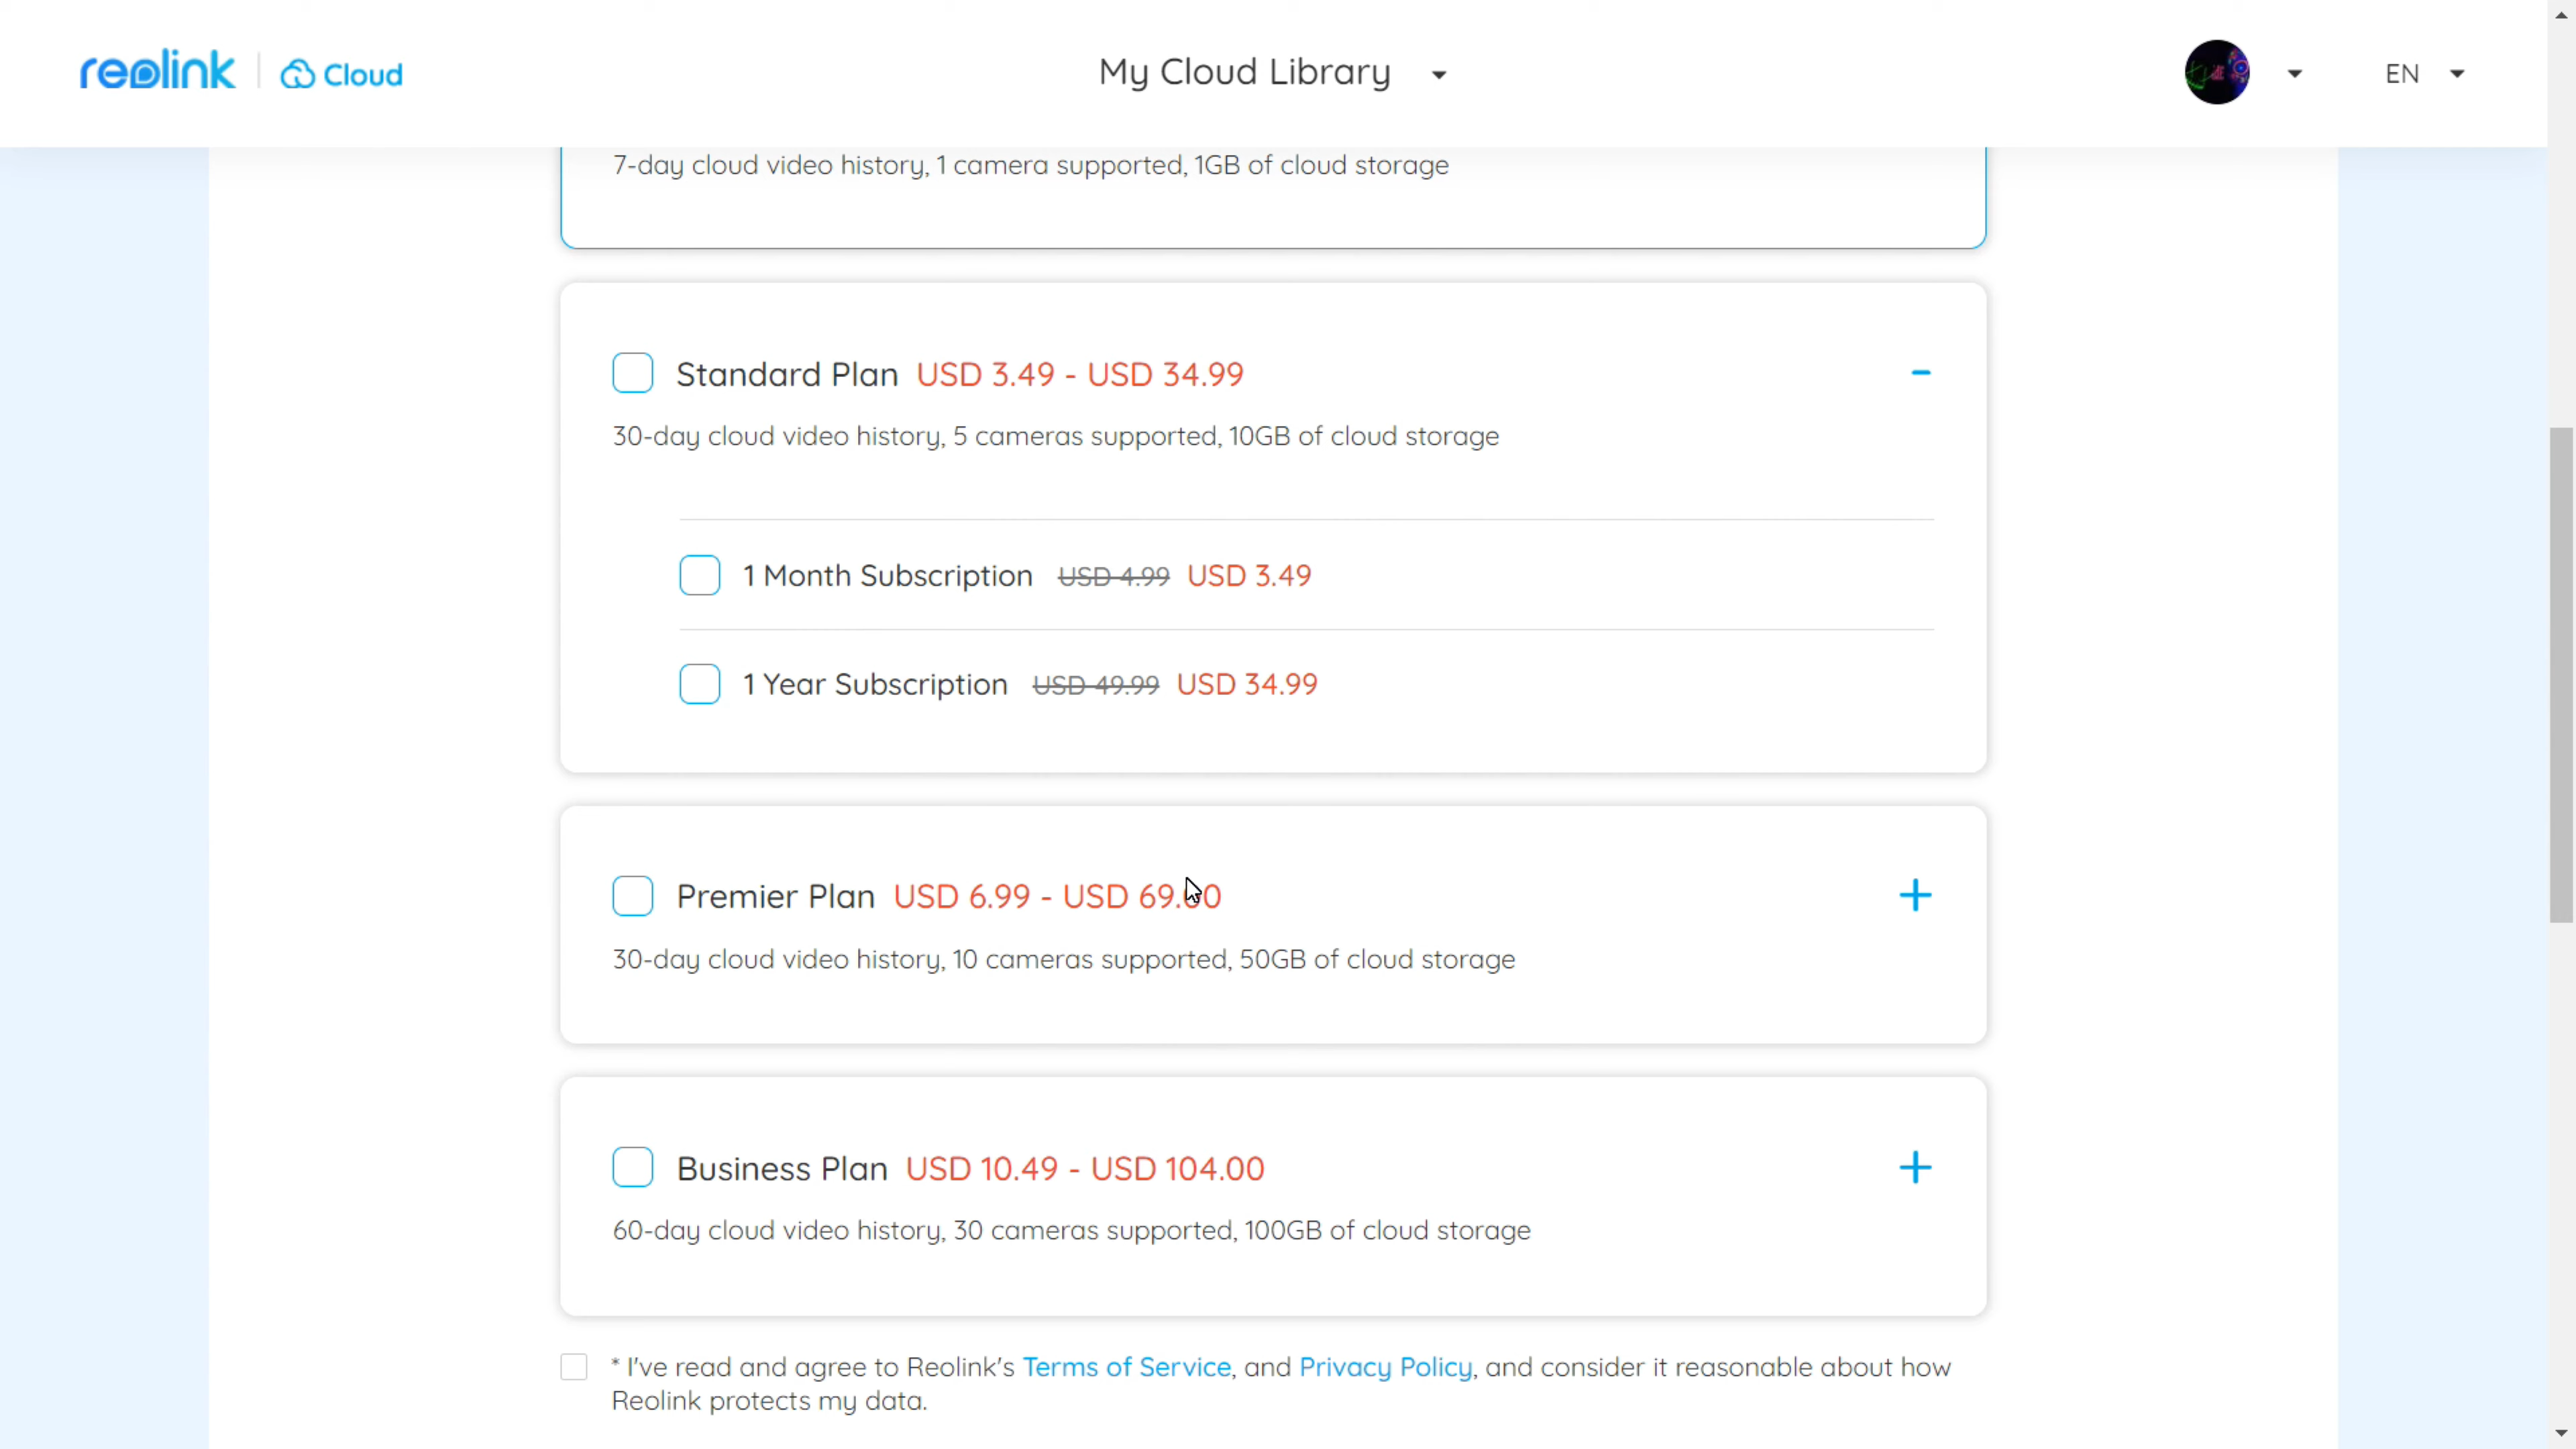 reolink Cloud My Cloud Library EN
7-day cloud video history, 1 camera supported, 1GB of cloud storage
Standard Plan USD 3.49 - USD 34.99
30-day cloud video history, 5 cameras supported, 10GB of cloud storage
1 Month Subscription USD 4.99 USD 3.49
1 Year Subscription USD 49.99 USD 34.99
Premier Plan USD 6.99 - USD 69.00
30-day cloud video history, 10 cameras supported, 50GB of cloud storage
Business Plan USD 10.49 - USD 104.00
60-day cloud video history, 30 cameras supported, 100GB of cloud storage
* I've read and agree to Reolink's Terms of Service, and Privacy Policy, and consider it reasonable about how
Reolink protects my data.